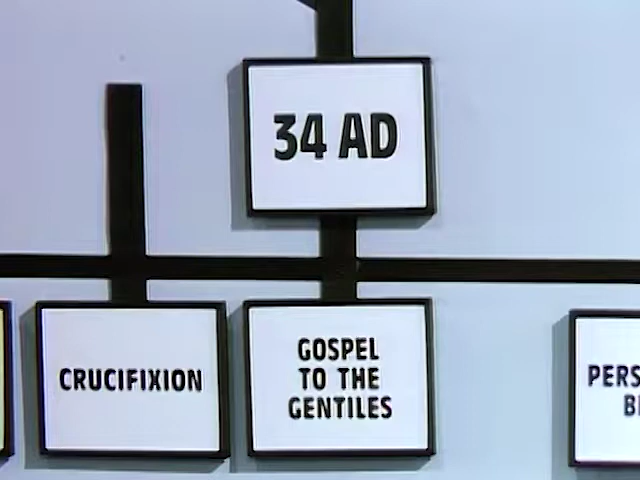 34 AD
CRUCIFIXION
GOSPEL
TO THE
GENTILES